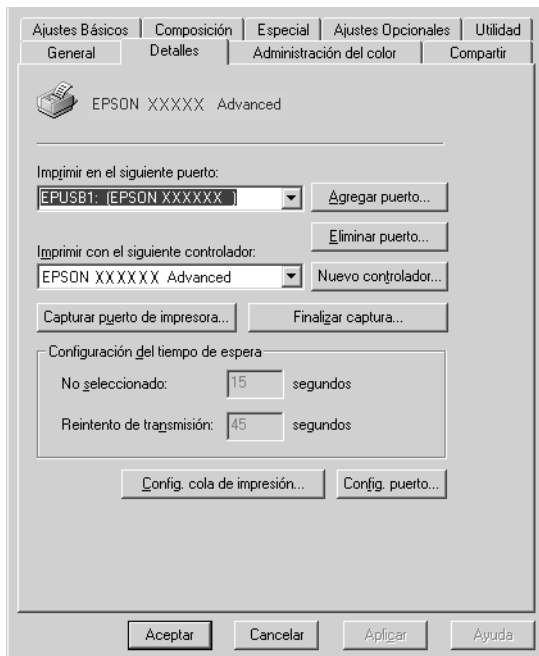 Ajustes Básicos Composición Especial Ajustes Opcionales Utilidad
General Detalles Administración del color Compartir
EPSON XXXXX Advanced
Imprimir en el siguiente puerto:
EPUSB1: (EPSON XXXXXX ) Agregar puerto...
Eliminar puerto...
Imprimir con el siguiente controlador:
EPSON XXXXXX Advanced Nuevo controlador...
Capturar puerto de impresora... Finalizar captura...
Configuración del tiempo de espera
No seleccionado: 15 segundos
Reintento de transmisión: 45 segundos
Config. cola de impresión... Config. puerto...
Aceptar Cancelar Aplicar Ayuda